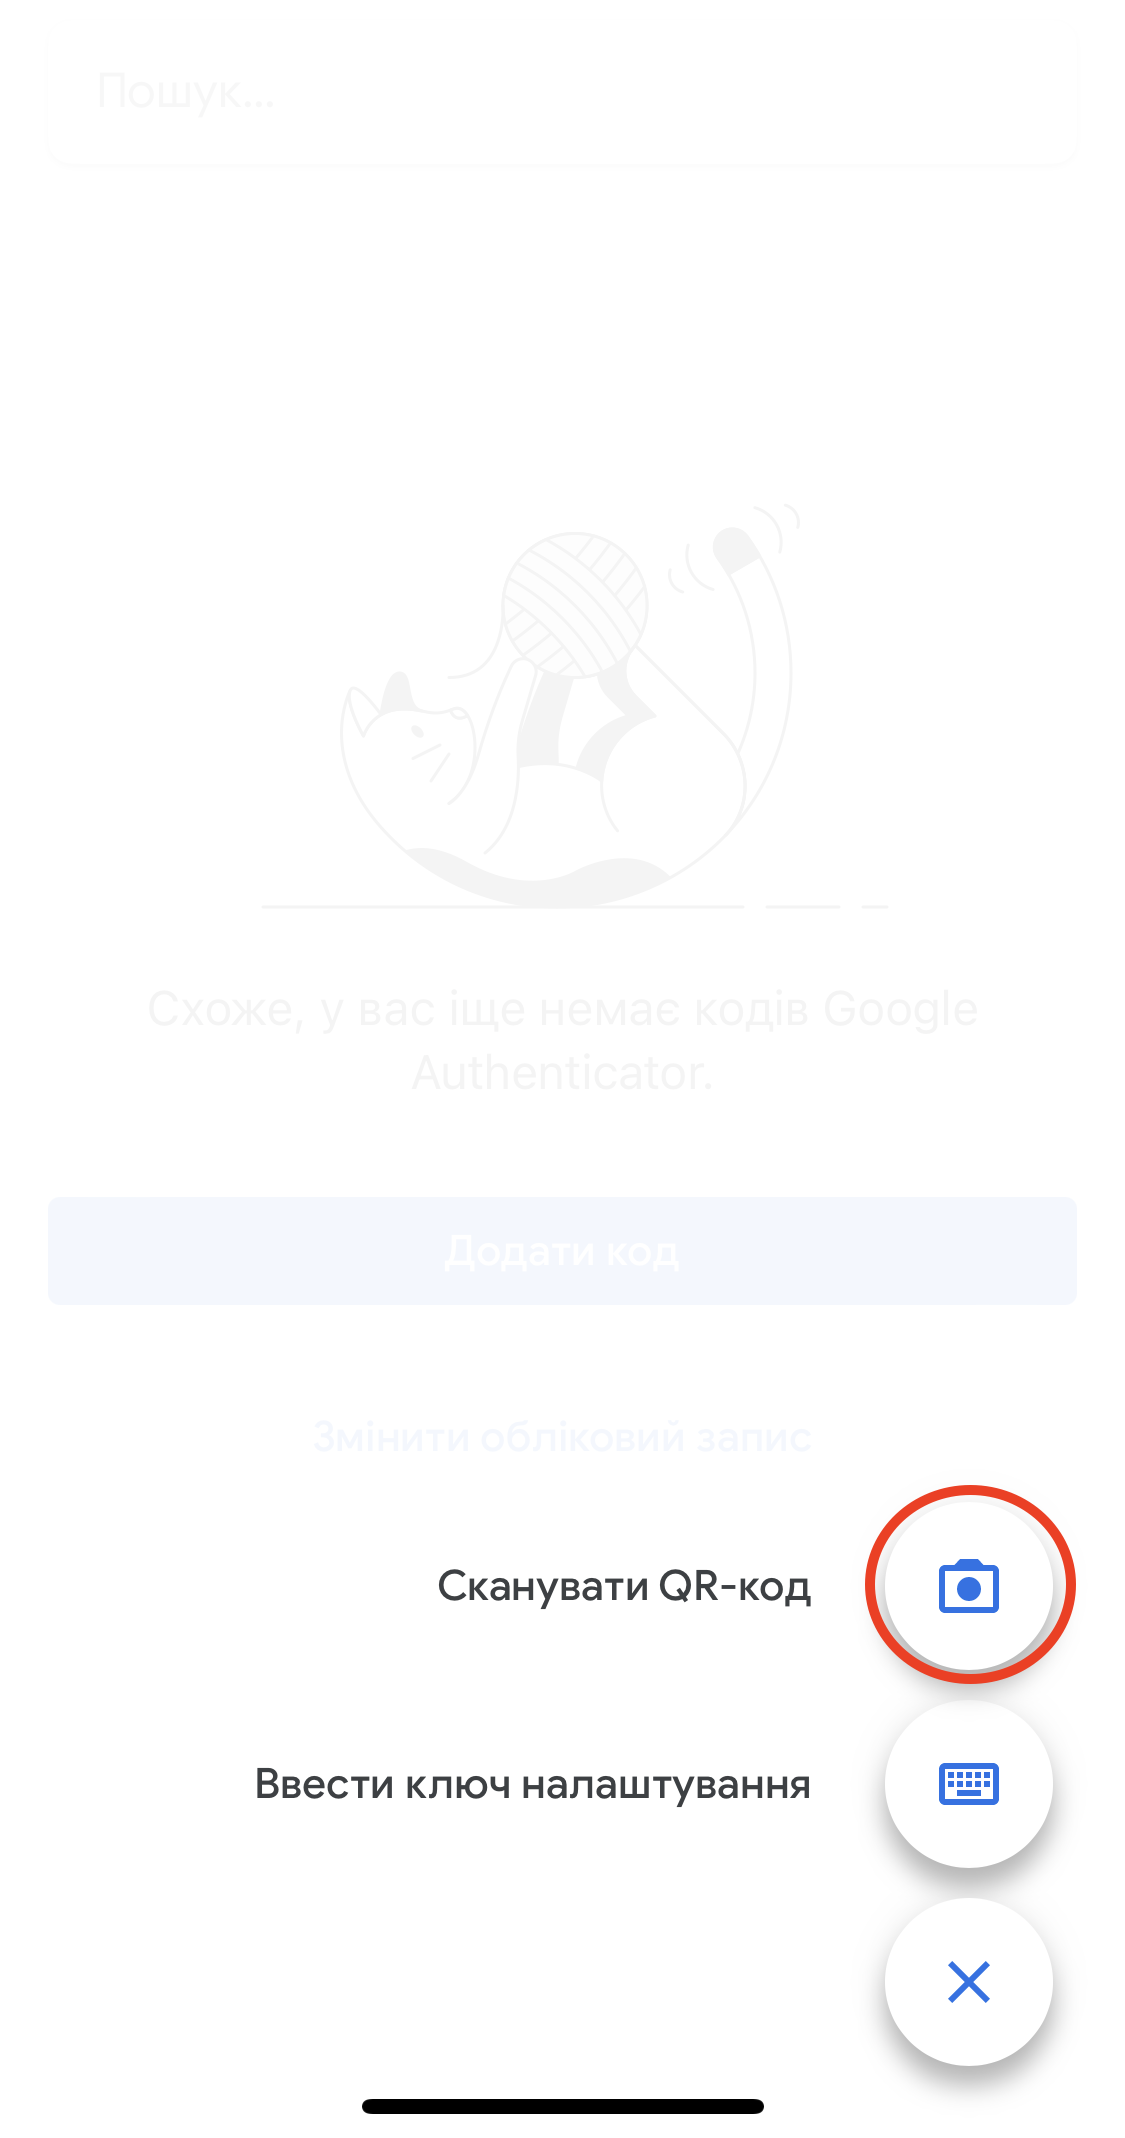 Пошук...
Схоже, у вас іще немає кодів Google
Authenticator.
Додати код
Змінити обліковий запис
Сканувати QR-код
Ввести ключ налаштування